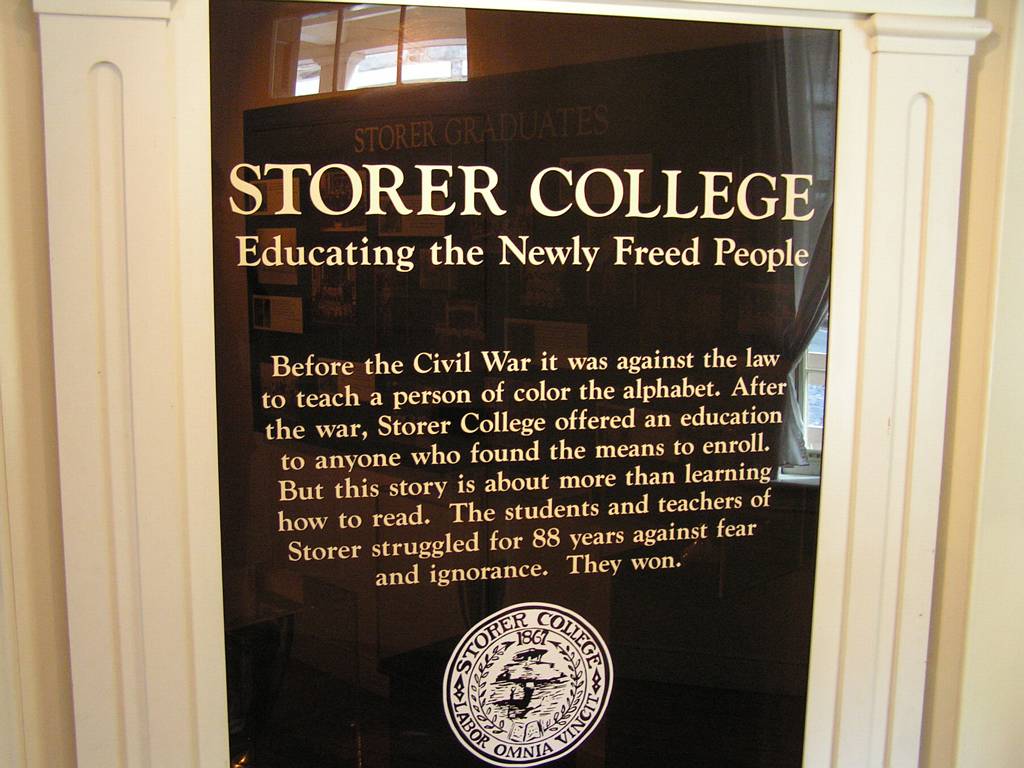 STORER GRADUATES
STORER COLLEGE
Educating the Newly Freed People
Before the Civil War it was against the law
to teach a person of color the alphabet. After
the war, Storer College offered an education
to anyone who found the means to enroll.
But this story is about more than learning
how to read. The students and teachers of
Storer struggled for 88 years against fear
and ignorance. They won.
STORER COLLEGE
1867
LABOR OMNIA VINCIT